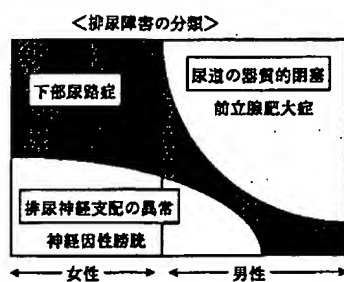 ＜排尿障害の分類＞
下部尿路症
尿道の器質的閉塞
前立腺肥大症
排尿神経支配の異常
神経因性膀胱
女性
男性